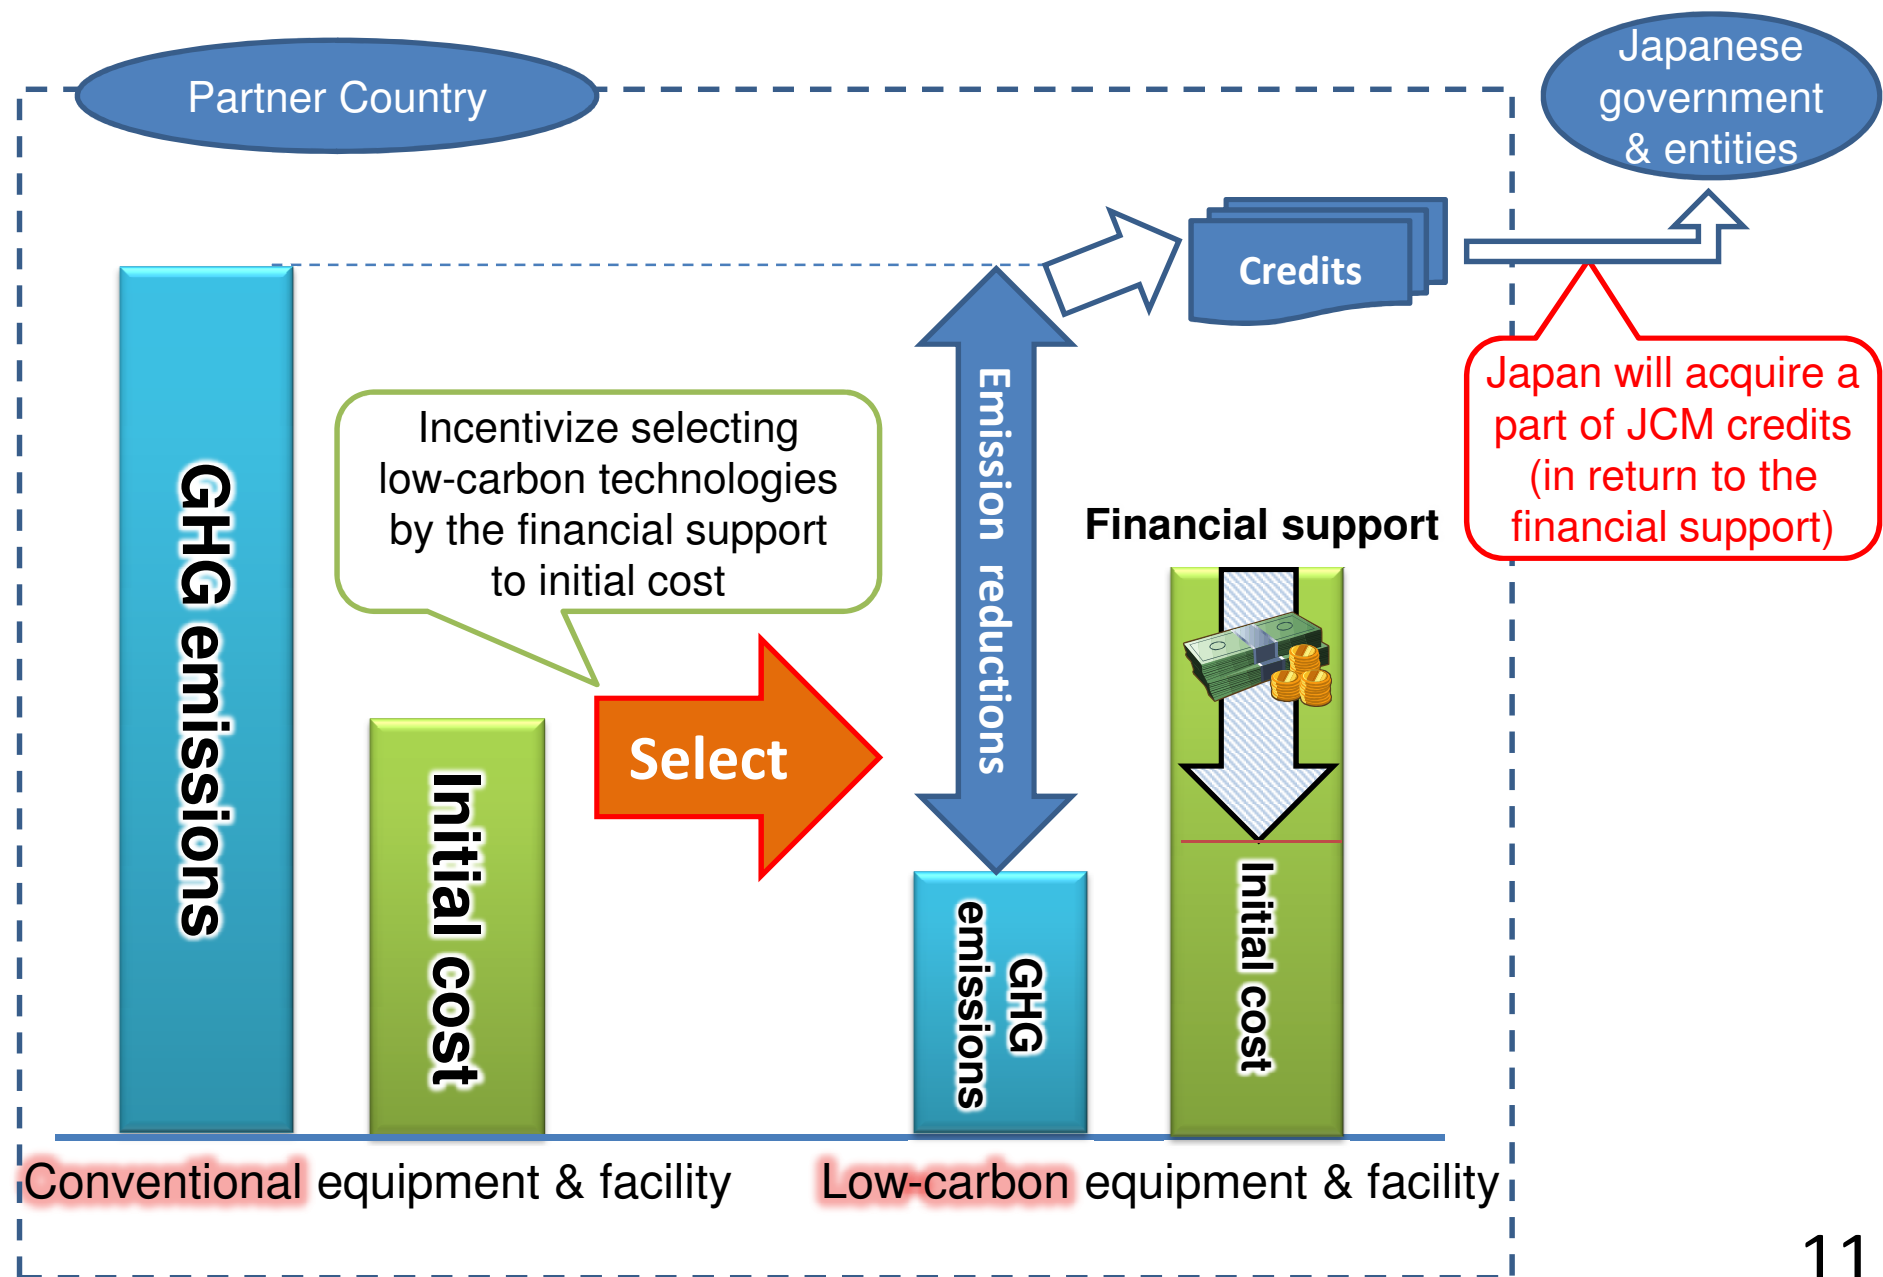 Partner Country
Japanese
government
& entities
Credits
Japan will acquire a
part of JCM credits
(in return to the
financial support)
Incentivize selecting
low-carbon technologies
by the financial support
to initial cost
Select
GHG emissions
Initial cost
Emission reductions
Financial support
GHG
emissions
Initial cost
Conventional equipment & facility
Low-carbon equipment & facility
11